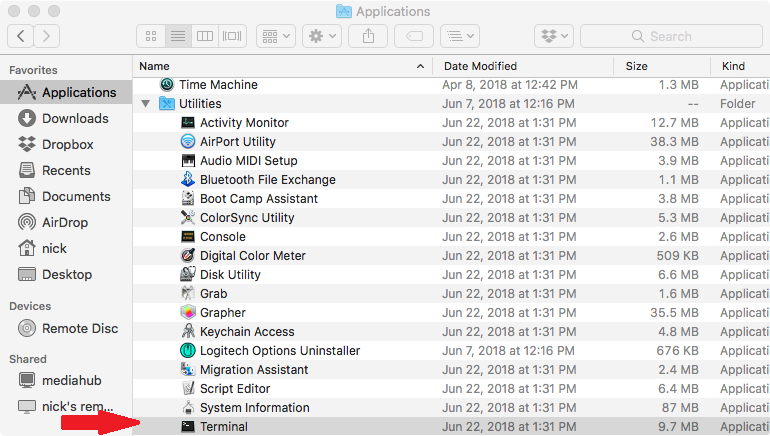 Applications
Search
Favorites
Applications
Downloads
Dropbox
Recents
Documents
AirDrop
nick
Desktop
Devices
Remote Disc
Shared
mediahub
nick's rem...
Name Date Modified Size Kind
Time Machine Apr 8, 2018 at 12:42 PM 1.3 MB Applicati
Utilities Jun 7, 2018 at 12:16 PM -- Folder
Activity Monitor Jun 22, 2018 at 1:31 PM 12.7 MB Applicati
AirPort Utility Jun 22, 2018 at 1:31 PM 38.3 MB Applicati
Audio MIDI Setup Jun 22, 2018 at 1:31 PM 3.9 MB Applicati
Bluetooth File Exchange Jun 22, 2018 at 1:31 PM 1.1 MB Applicati
Boot Camp Assistant Jun 22, 2018 at 1:31 PM 3.8 MB Applicati
ColorSync Utility Jun 22, 2018 at 1:31 PM 5.3 MB Applicati
Console Jun 22, 2018 at 1:31 PM 2.6 MB Applicati
Digital Color Meter Jun 22, 2018 at 1:31 PM 509 KB Applicati
Disk Utility Jun 22, 2018 at 1:31 PM 6.6 MB Applicati
Grab Jun 22, 2018 at 1:31 PM 1.6 MB Applicati
Grapher Jun 22, 2018 at 1:31 PM 35.5 MB Applicati
Keychain Access Jun 22, 2018 at 1:31 PM 4.8 MB Applicati
Logitech Options Uninstaller Jun 7, 2018 at 12:16 PM 676 KB Applicati
Migration Assistant Jun 22, 2018 at 1:31 PM 2.4 MB Applicati
Script Editor Jun 22, 2018 at 1:31 PM 6.4 MB Applicati
System Information Jun 22, 2018 at 1:31 PM 87 MB Applicati
Terminal Jun 22, 2018 at 1:31 PM 9.7 MB Applicati